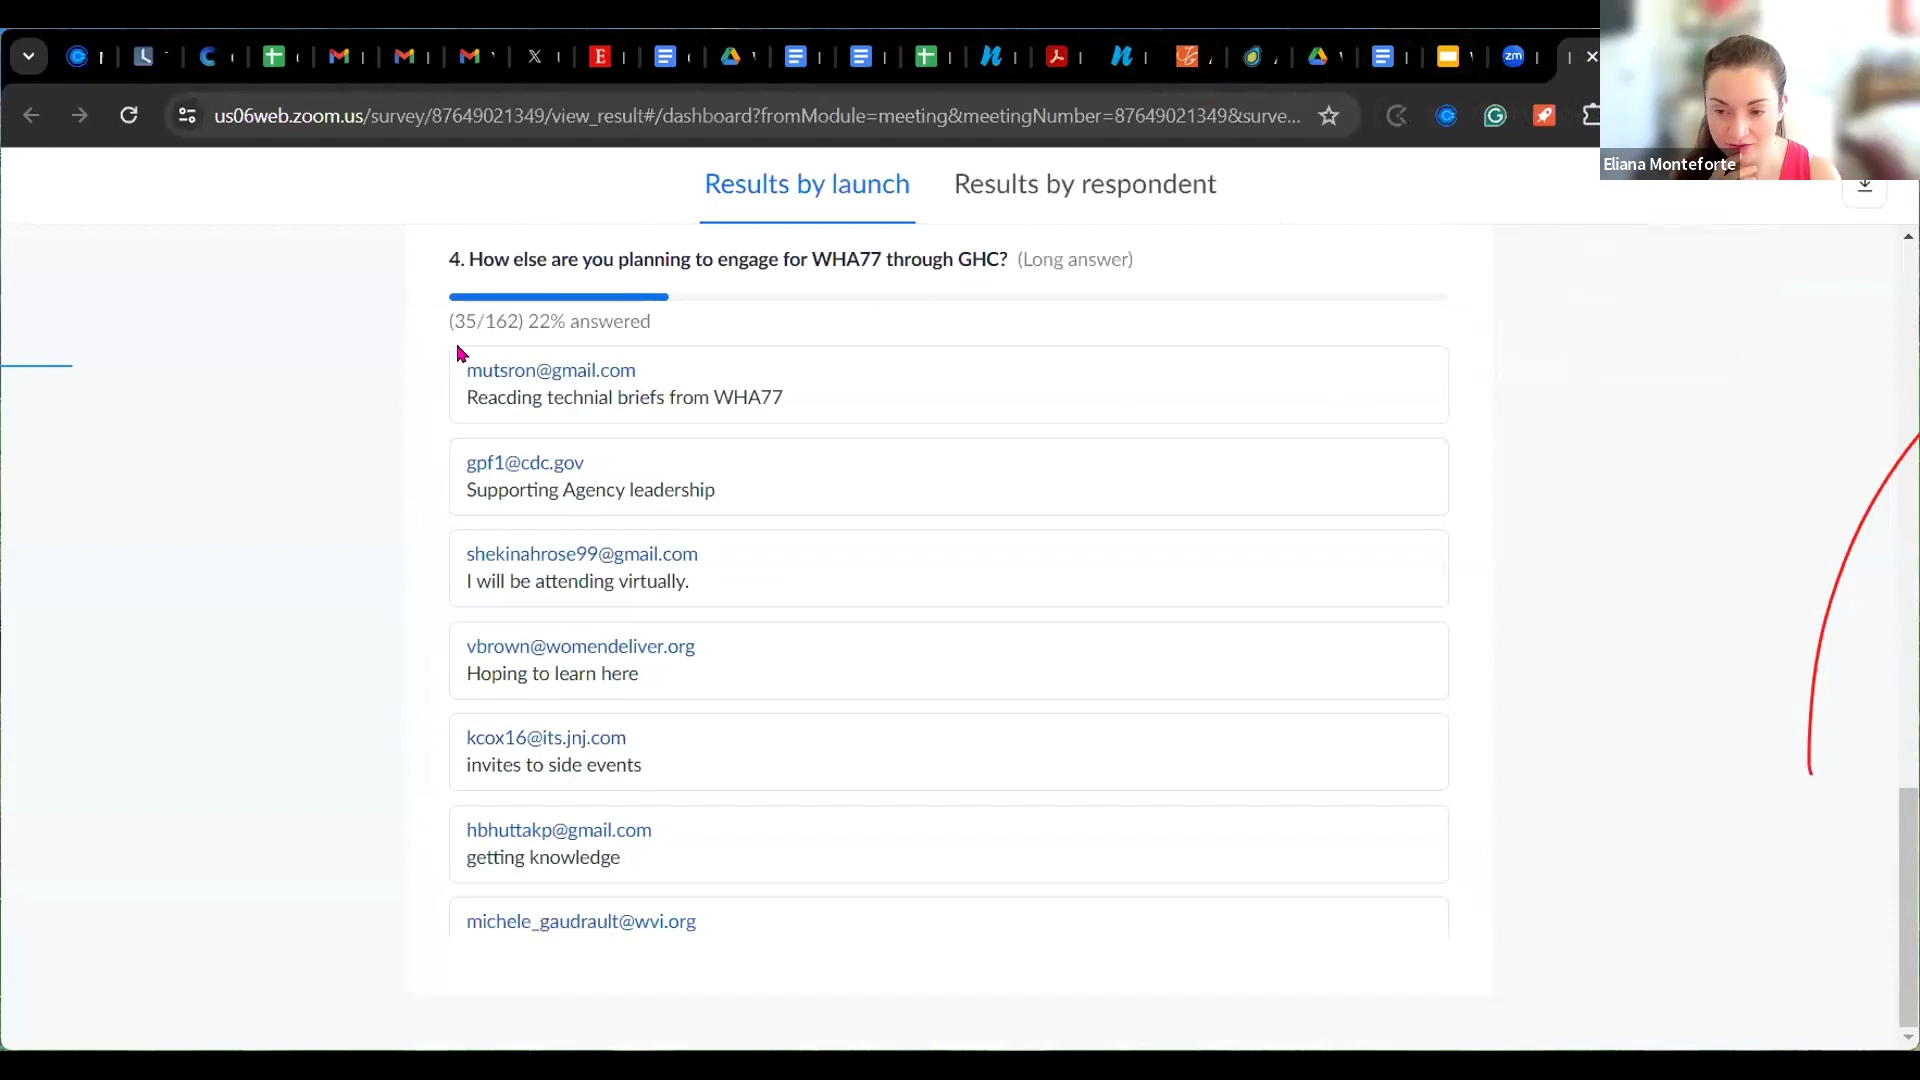 us06web.zoom.us/survey/87649021349/view_result#/dashboard?fromModule=meeting&meetingNumber=87649021349&surve...
Eliana Monteforte
Results by launch
Results by respondent
4. How else are you planning to engage for WHA77 through GHC? (Long answer)
(35/162) 22% answered
mutsron@gmail.com
Reacding technial briefs from WHA77
gpf1@cdc.gov
Supporting Agency leadership
shekinahrose99@gmail.com
I will be attending virtually.
vbrown@womendeliver.org
Hoping to learn here
kcox16@its.jnj.com
invites to side events
hbhuttakp@gmail.com
getting knowledge
michele_gaudrault@wvi.org